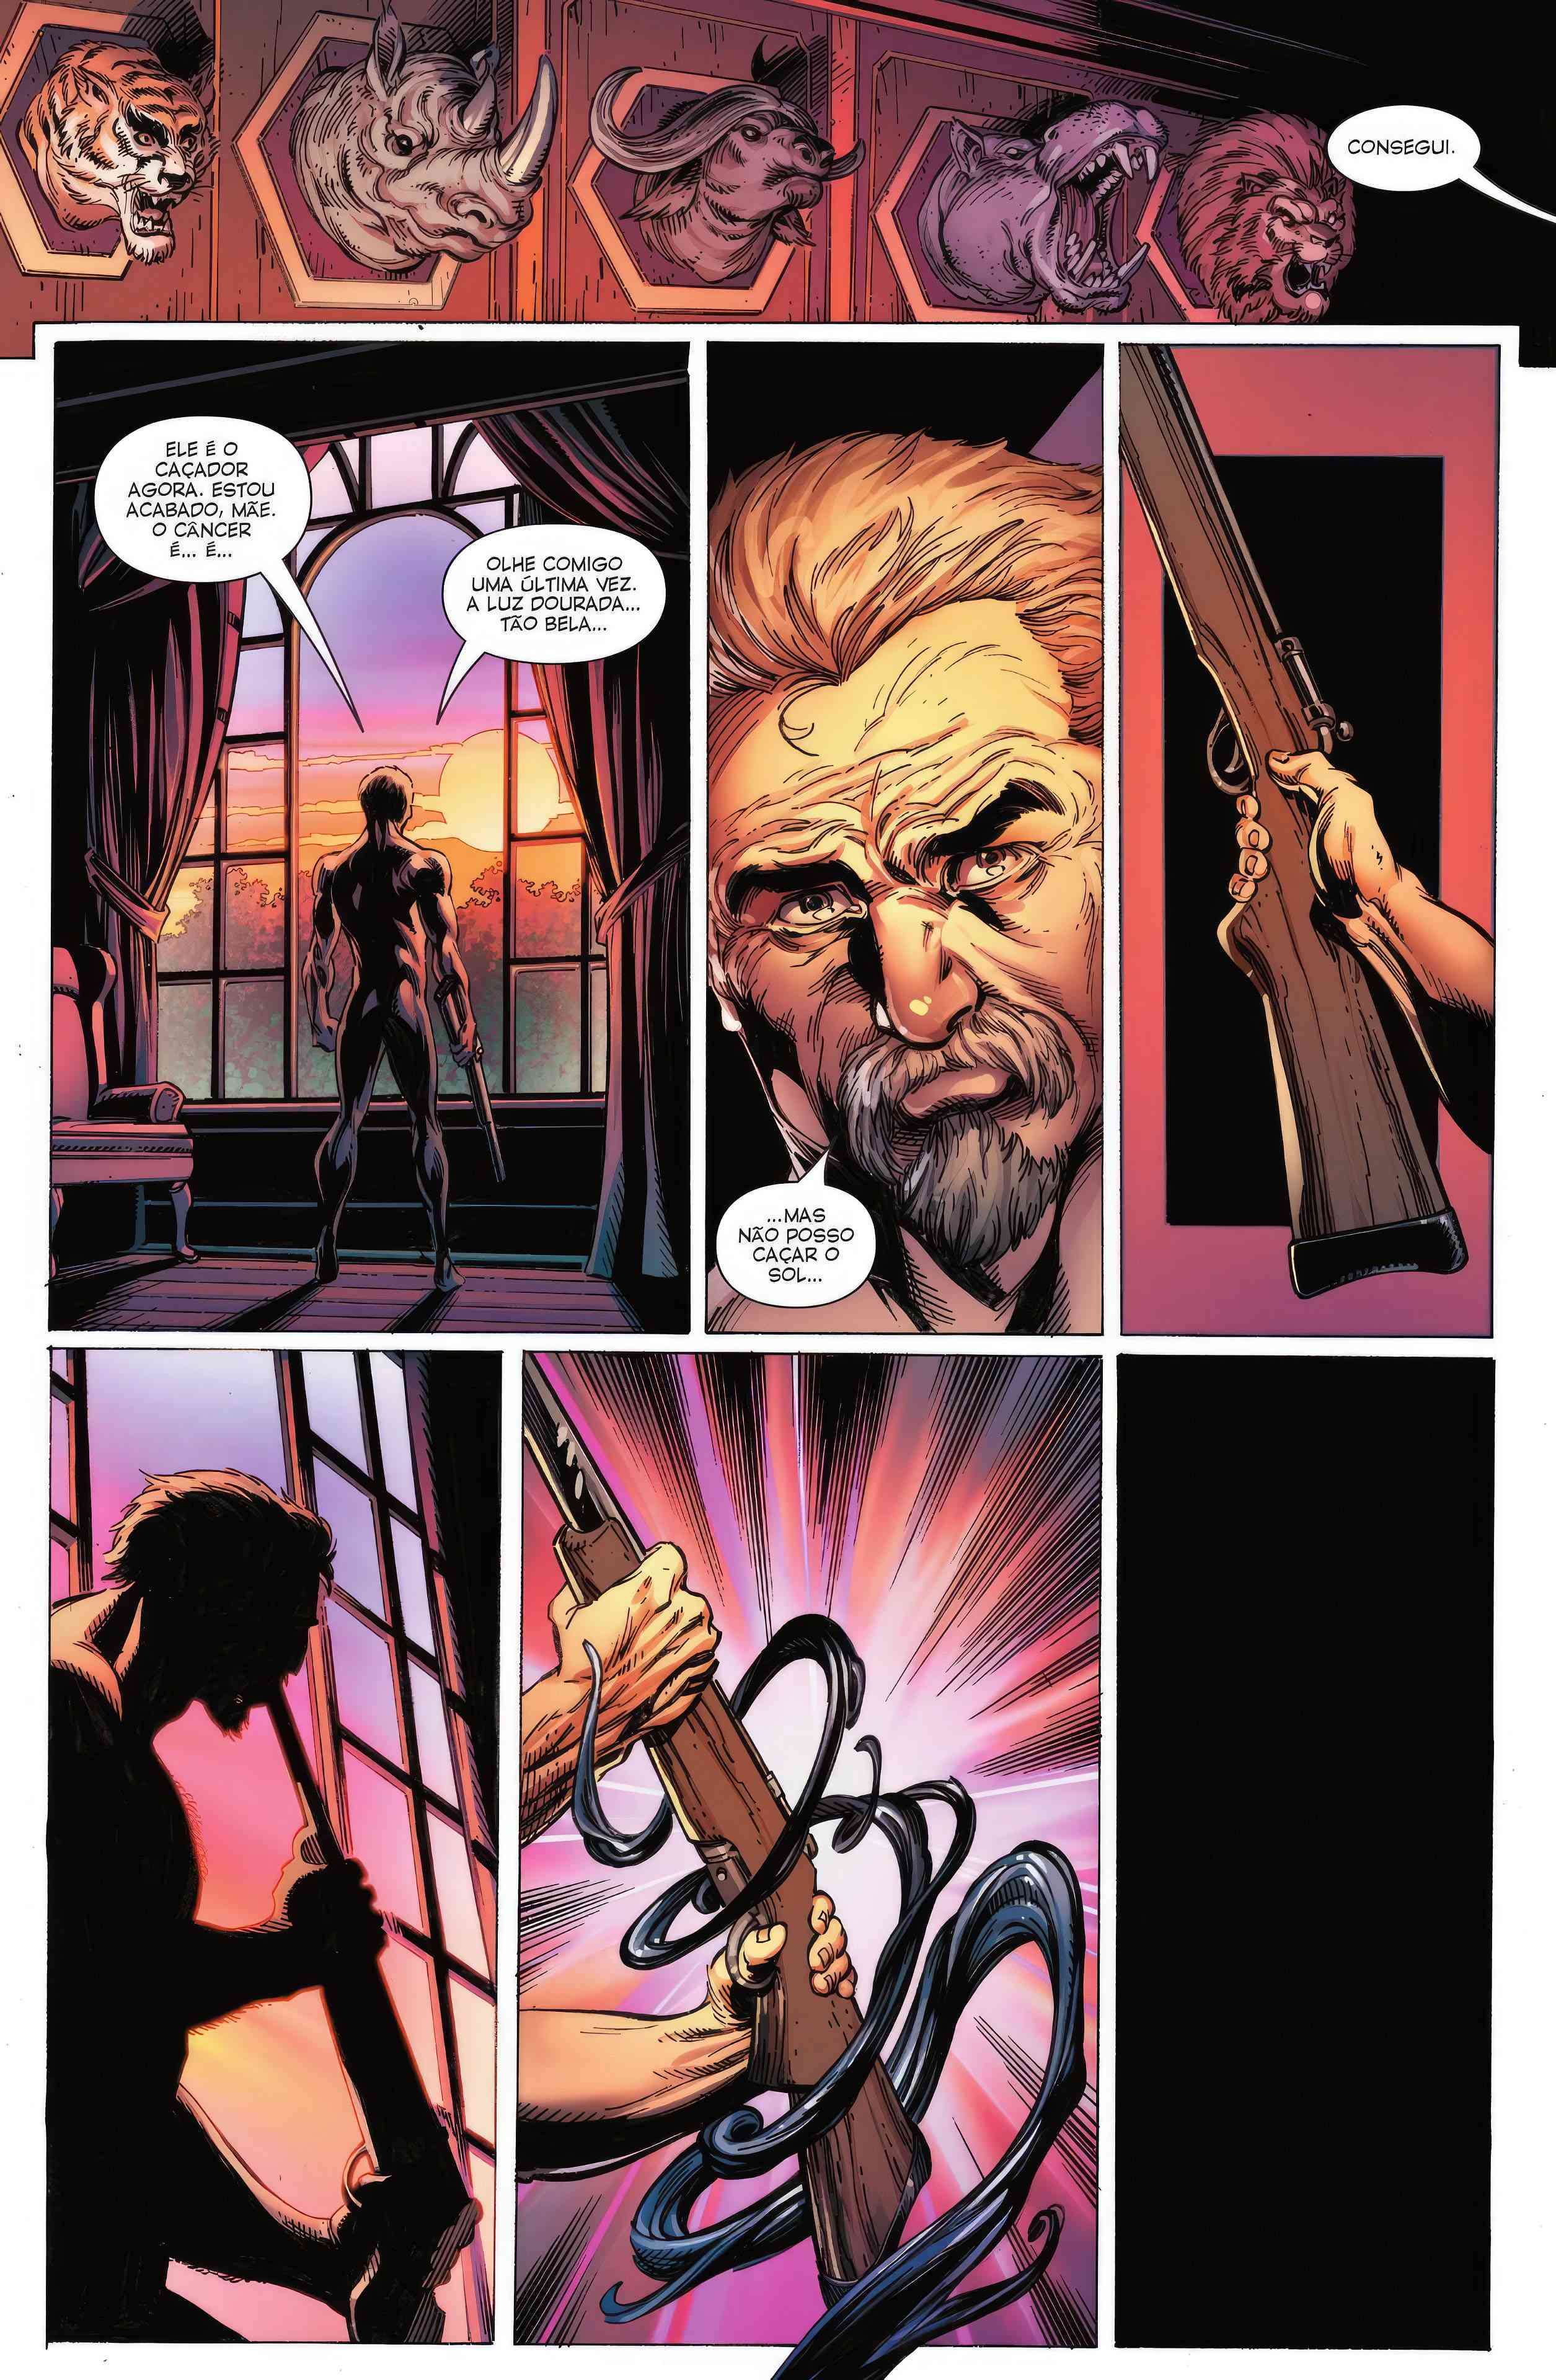 CONSEGUI.
ELE É O
CAÇADOR
AGORA. ESTOU
ACABADO, MÃE.
O CÂNCER
É... É...
OLHE COMIGO
UMA ÚLTIMA VEZ.
A LUZ DOURADA...
TÃO BELA...
...MAS
NÃO POSSO
CAÇAR O
SOL...